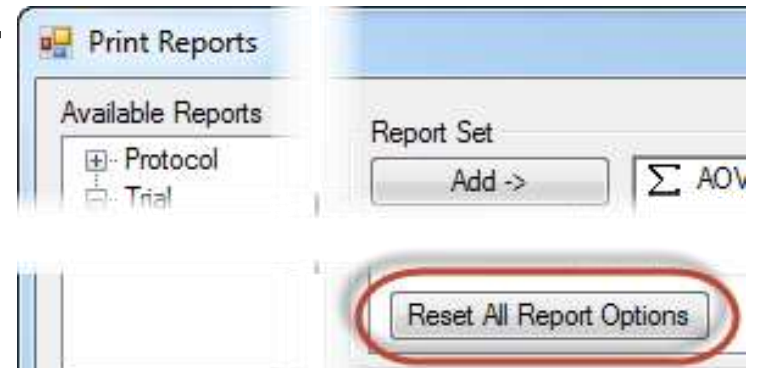 Print Reports
Available Reports
Protocol
Trial
Report Set
Add ->
Σ AOV
Reset All Report Options